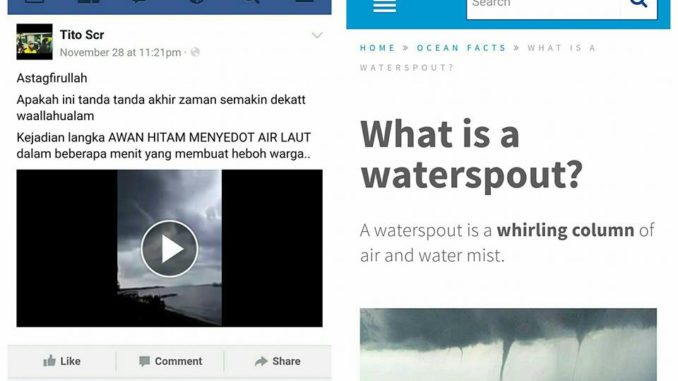 Tito Scr
November 28 at 11:21pm ·
Astagfirullah
Apakah ini tanda tanda akhir zaman semakin dekatt
waallahualam
Kejadian langka AWAN HITAM MENYEDOT AIR LAUT
dalam beberapa menit yang membuat heboh warga..
Like Comment Share
Search
HOME » OCEAN FACTS » WHAT IS A
WATERSPOUT?
What is a
waterspout?
A waterspout is a whirling column of
air and water mist.